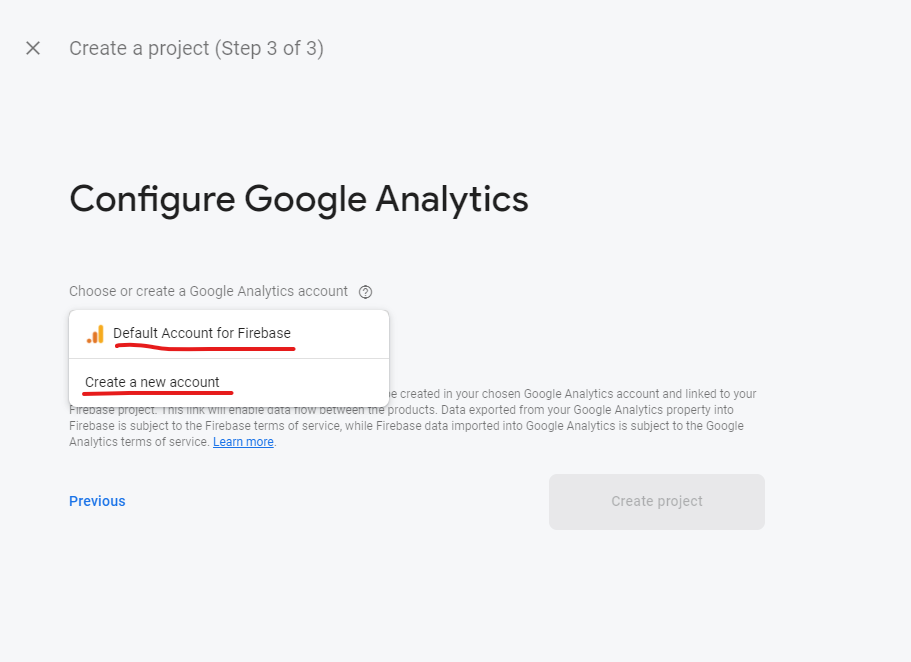 Create a project (Step 3 of 3)
Configure Google Analytics
Choose or create a Google Analytics account
Default Account for Firebase
Create a new account
be created in your chosen Google Analytics account and linked to your
Firebase project. This link will enable data flow between the products. Data exported from your Google Analytics property into
Firebase is subject to the Firebase terms of service, while Firebase data imported into Google Analytics is subject to the Google
Analytics terms of service. Learn more.
Previous
Create project